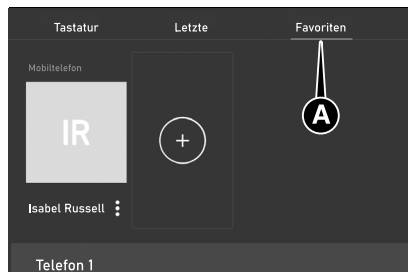 Tastatur Letzte Favoriten
Mobiltelefon
A
IR
Isabel Russell
Telefon 1